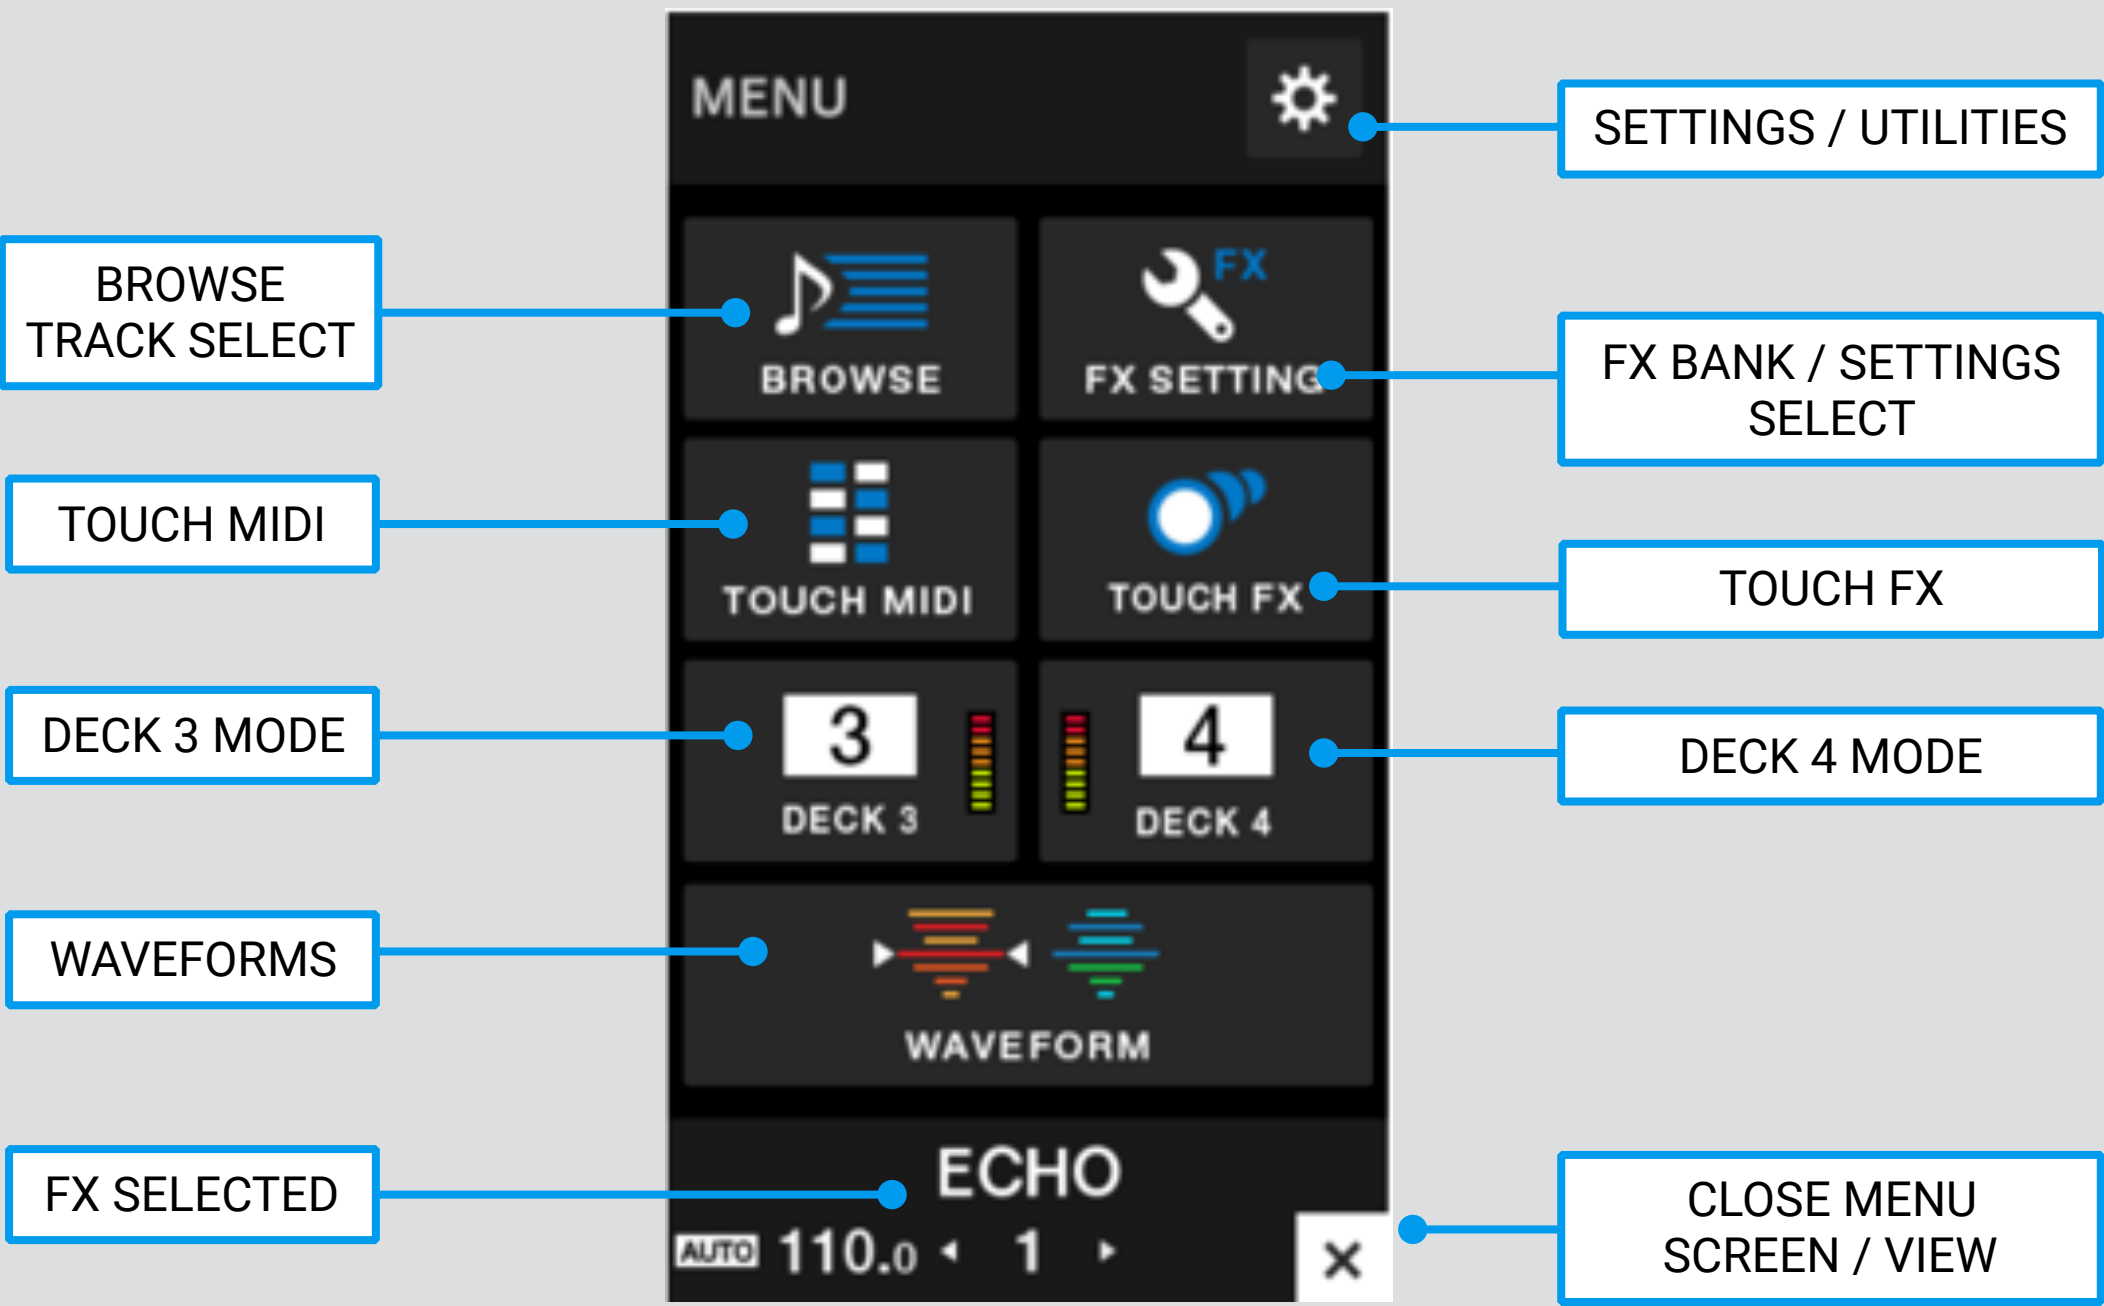 MENU
SETTINGS / UTILITIES
BROWSE
TRACK SELECT
FX
BROWSE
FX SETTING
FX BANK / SETTINGS
SELECT
TOUCH MIDI
TOUCH MIDI
TOUCH FX
TOUCH FX
DECK 3 MODE
3
4
DECK 3
DECK 4
DECK 4 MODE
WAVEFORMS
WAVEFORM
FX SELECTED
ECHO
AUTO 110.0 1
CLOSE MENU
SCREEN / VIEW